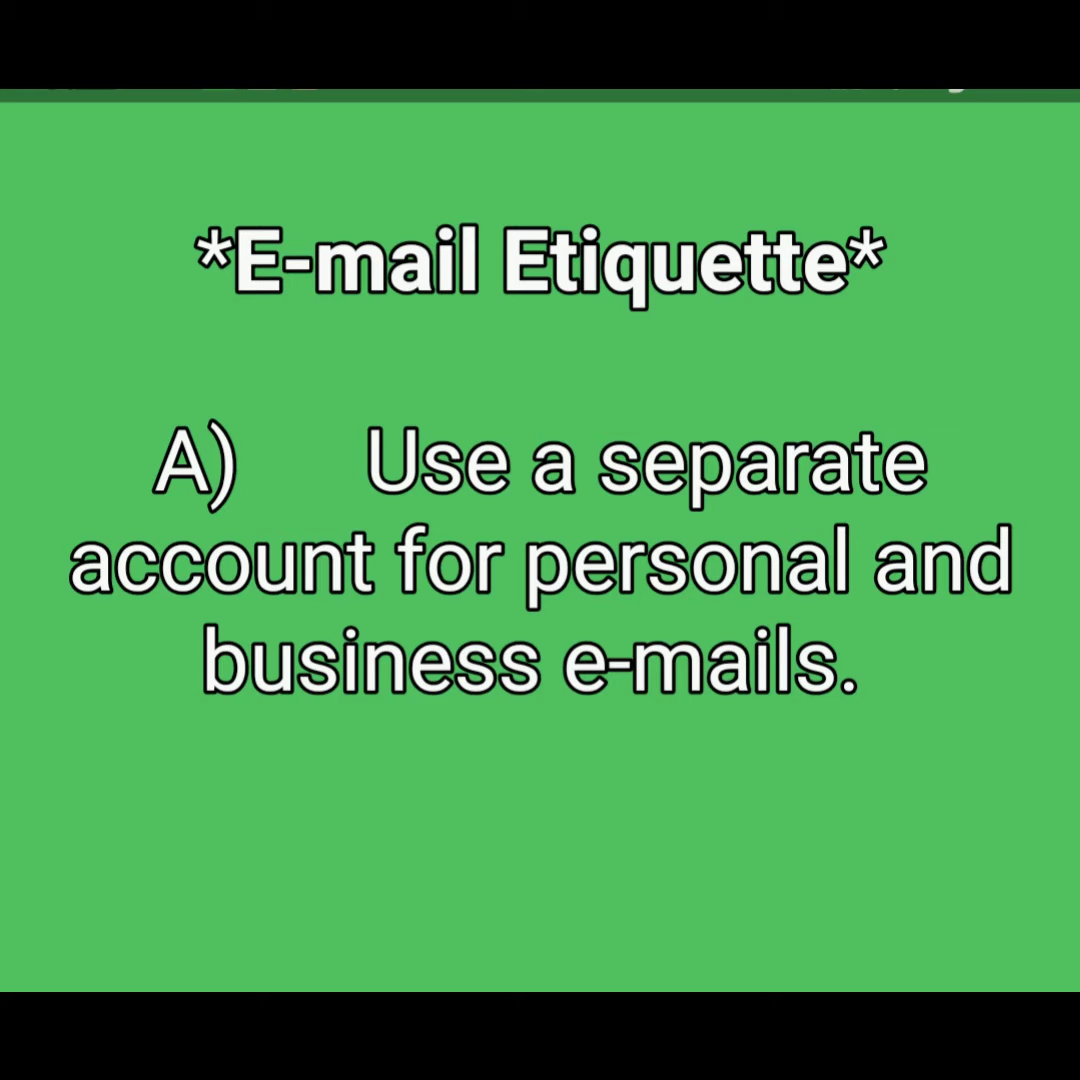 *E-mail Etiquette*
A) Use a separate
account for personal and
business e-mails.